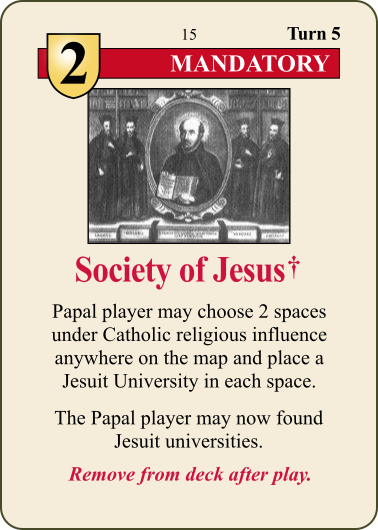 2
15
Turn 5
MANDATORY
Society of Jesus†
Papal player may choose 2 spaces
under Catholic religious influence
anywhere on the map and place a
Jesuit University in each space.
The Papal player may now found
Jesuit universities.
Remove from deck after play.